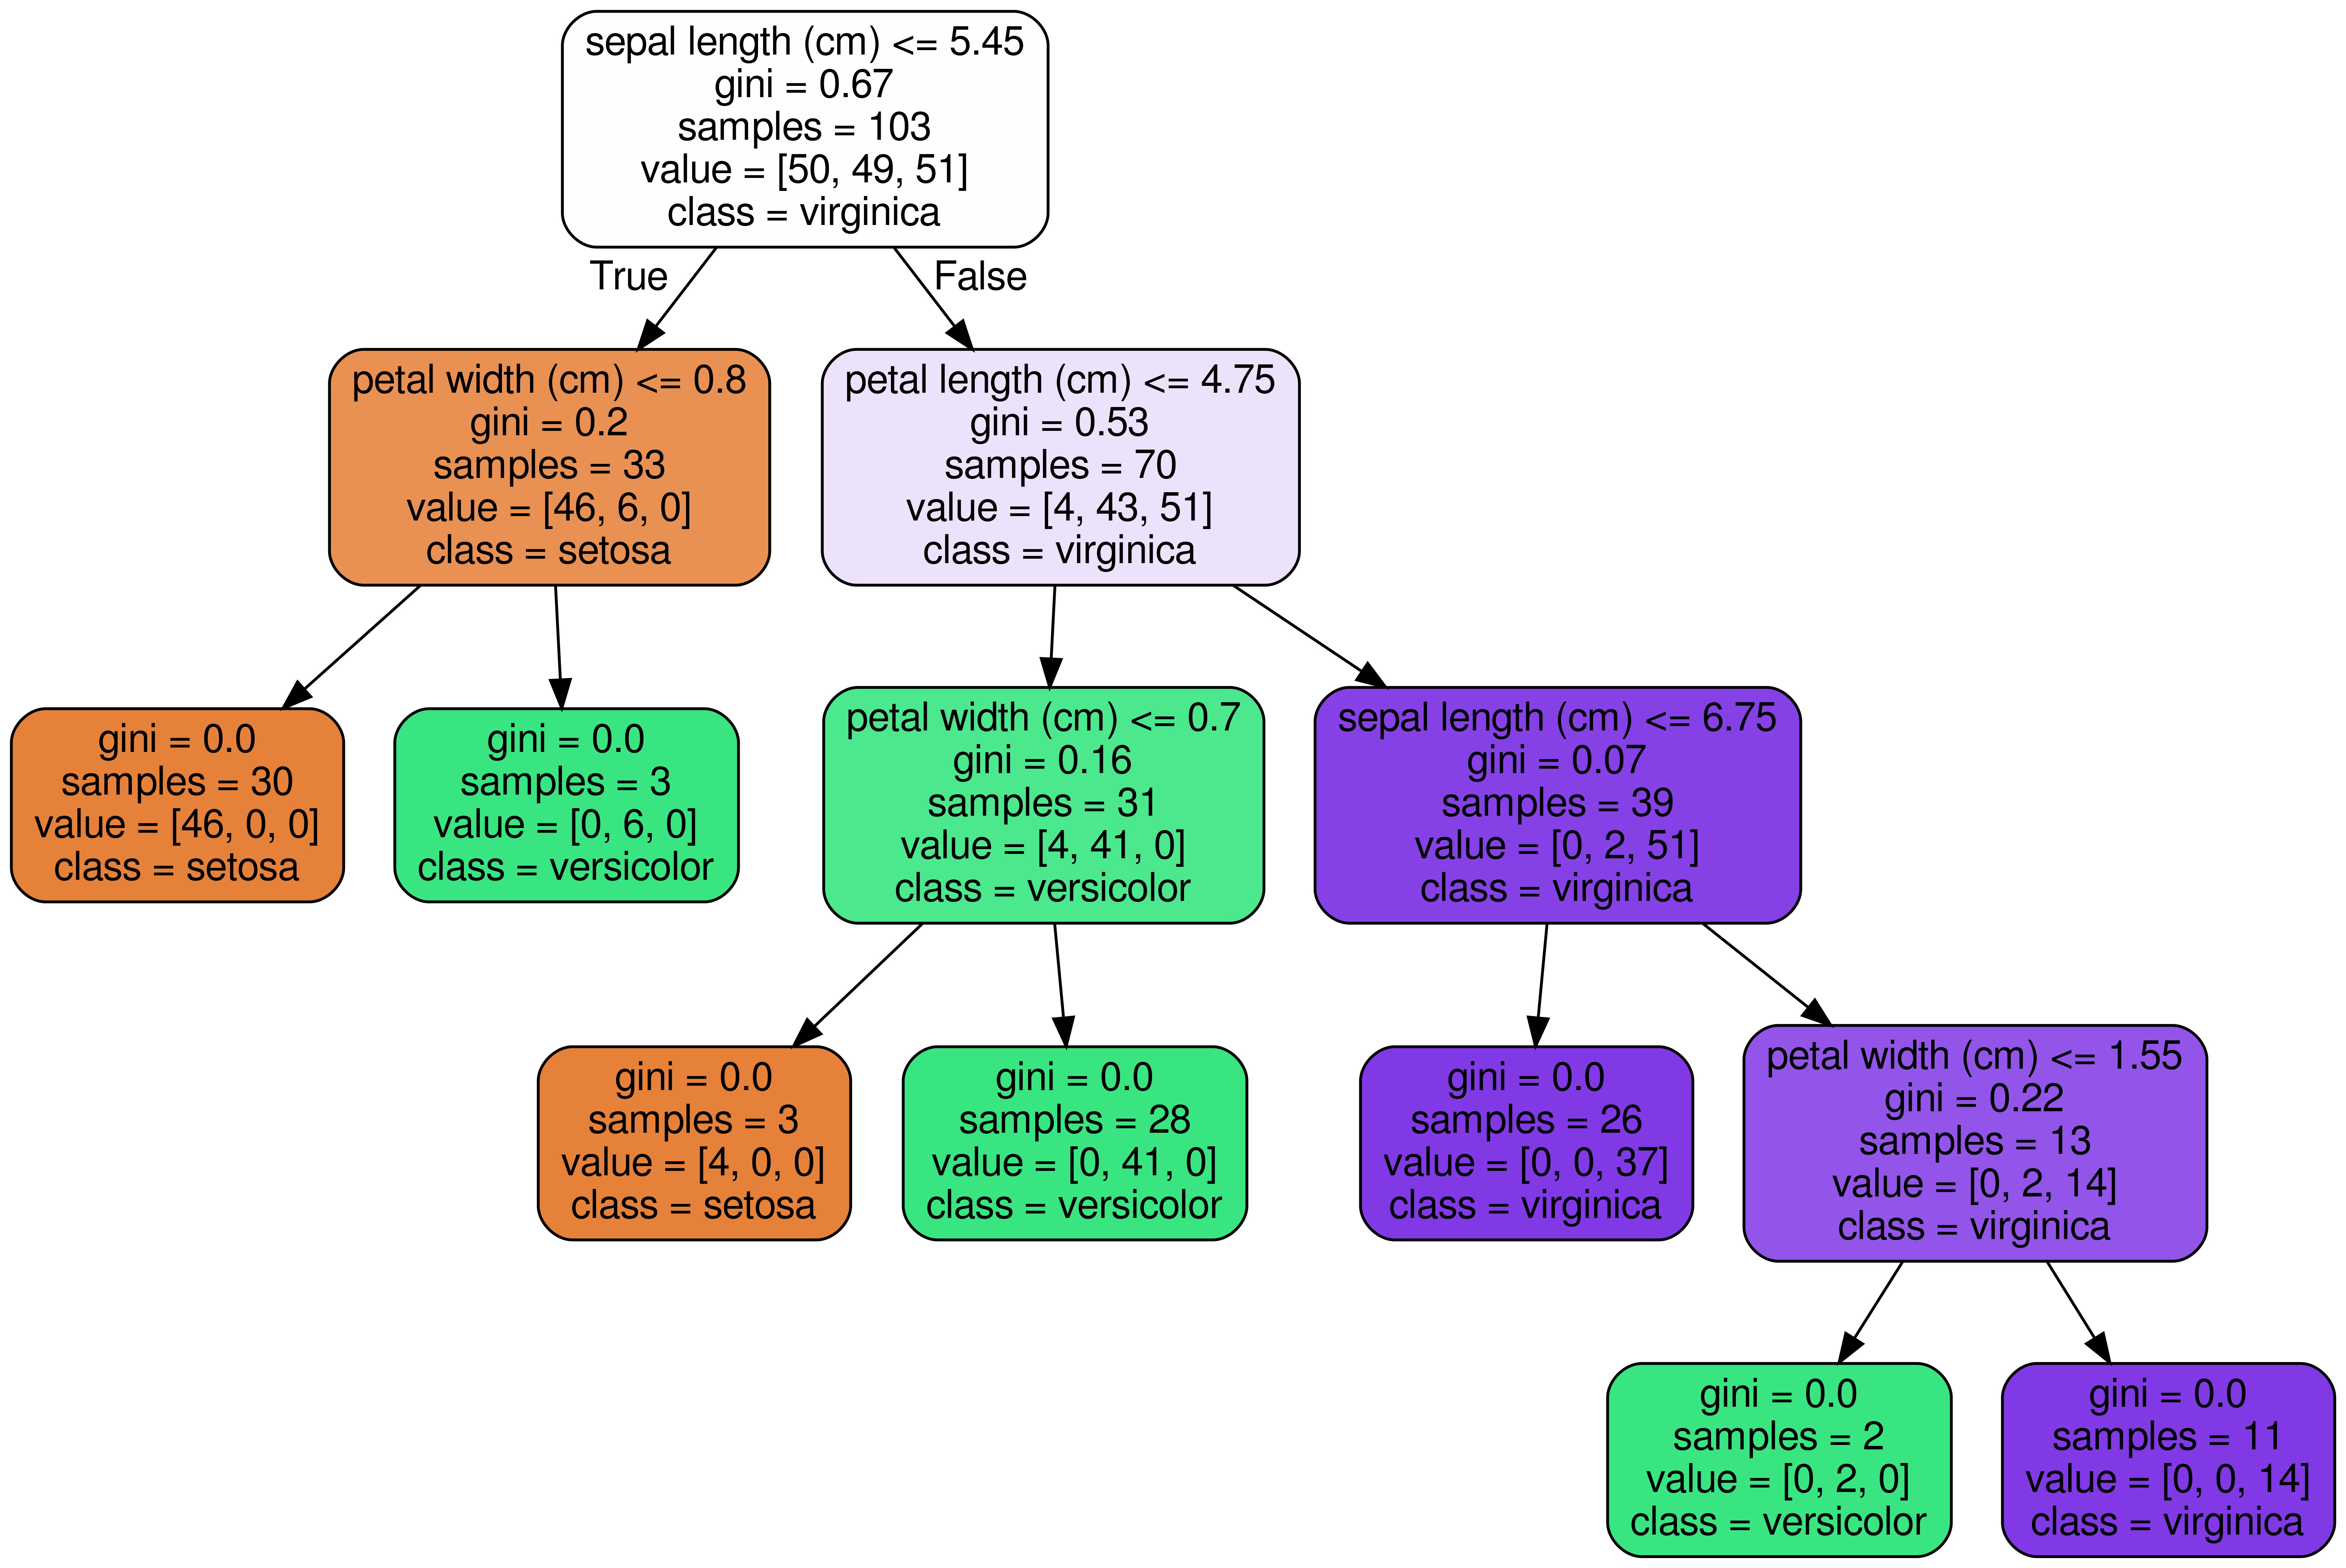 sepal length (cm) <= 5.45
gini = 0.67
samples = 103
value = [50, 49, 51]
class = virginica
True
False
petal width (cm) <= 0.8
gini = 0.2
samples = 33
value = [46, 6, 0]
class = setosa
petal length (cm) <= 4.75
gini = 0.53
samples = 70
value = [4, 43, 51]
class = virginica
gini = 0.0
samples = 30
value = [46, 0, 0]
class = setosa
gini = 0.0
samples = 3
value = [0, 6, 0]
class = versicolor
petal width (cm) <= 0.7
gini = 0.16
samples = 31
value = [4, 41, 0]
class = versicolor
sepal length (cm) <= 6.75
gini = 0.07
samples = 39
value = [0, 2, 51]
class = virginica
gini = 0.0
samples = 3
value = [4, 0, 0]
class = setosa
gini = 0.0
samples = 28
value = [0, 41, 0]
class = versicolor
gini = 0.0
samples = 26
value = [0, 0, 37]
class = virginica
petal width (cm) <= 1.55
gini = 0.22
samples = 13
value = [0, 2, 14]
class = virginica
gini = 0.0
samples = 2
value = [0, 2, 0]
class = versicolor
gini = 0.0
samples = 11
value = [0, 0, 14]
class = virginica